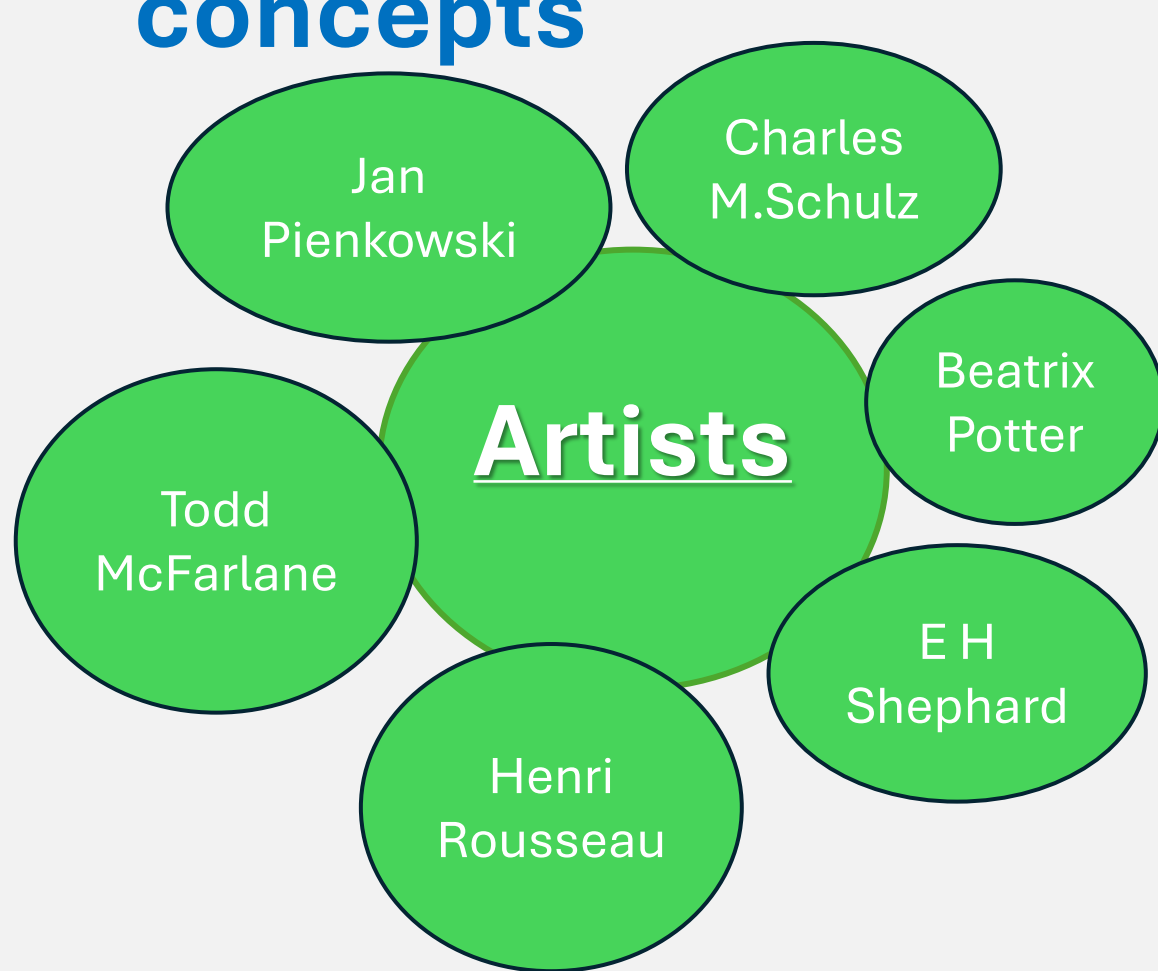 concepts
Jan
Pienkowski
Charles
M.Schulz
Beatrix
Potter
Artists
Todd
McFarlane
E H
Shephard
Henri
Rousseau